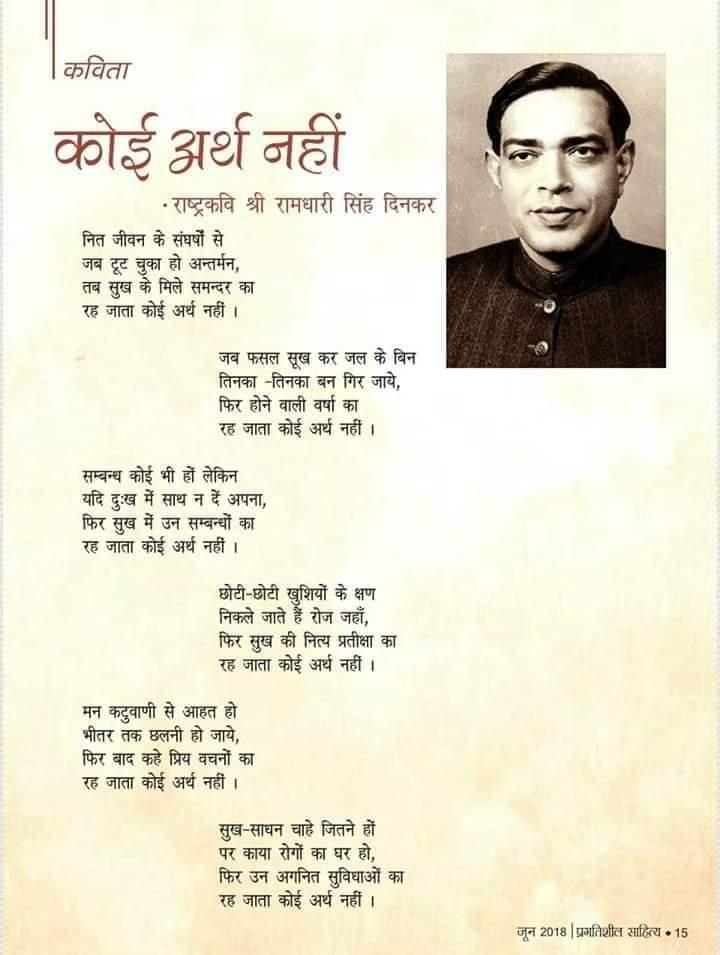 कविता
कोई अर्थ नहीं
· राष्ट्रकवि श्री रामधारी सिंह दिनकर
नित जीवन के संघर्षों से
जब टूट चुका हो अन्तर्मन,
तब सुख के मिले समन्दर का
रह जाता कोई अर्थ नहीं ।
जब फसल सूख कर जल के बिन
तिनका -तिनका बन गिर जाये,
फिर होने वाली वर्षा का
रह जाता कोई अर्थ नहीं ।
सम्बन्ध कोई भी हों लेकिन
यदि दुःख में साथ न दें अपना,
फिर सुख में उन सम्बन्धों का
रह जाता कोई अर्थ नहीं ।
छोटी-छोटी खुशियों के क्षण
निकले जाते हैं रोज जहाँ,
फिर सुख की नित्य प्रतीक्षा का
रह जाता कोई अर्थ नहीं ।
मन कटुवाणी से आहत हो
भीतर तक छलनी हो जाये,
फिर बाद कहे प्रिय वचनों का
रह जाता कोई अर्थ नहीं ।
सुख-साधन चाहे जितने हों
पर काया रोगों का घर हो,
फिर उन अगनित सुविधाओं का
रह जाता कोई अर्थ नहीं ।
जून 2018 | प्रगतिशील साहित्य • 15